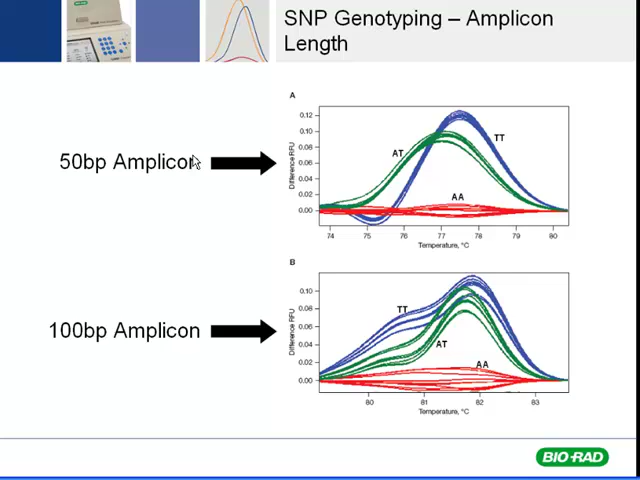 SNP Genotyping – Amplicon
Length
A
50bp Amplicon
Difference RFU
0.12
0.10
0.08
0.06
0.04
0.02
0.00
TT
AT
AA
74 75 76 77 78 79 80
Temperature, °C
B
100bp Amplicon
Difference RFU
0.10
0.08
0.06
0.04
0.02
0.00
TT
AT
AA
80 81 82 83
Temperature, °C
BIO-RAD